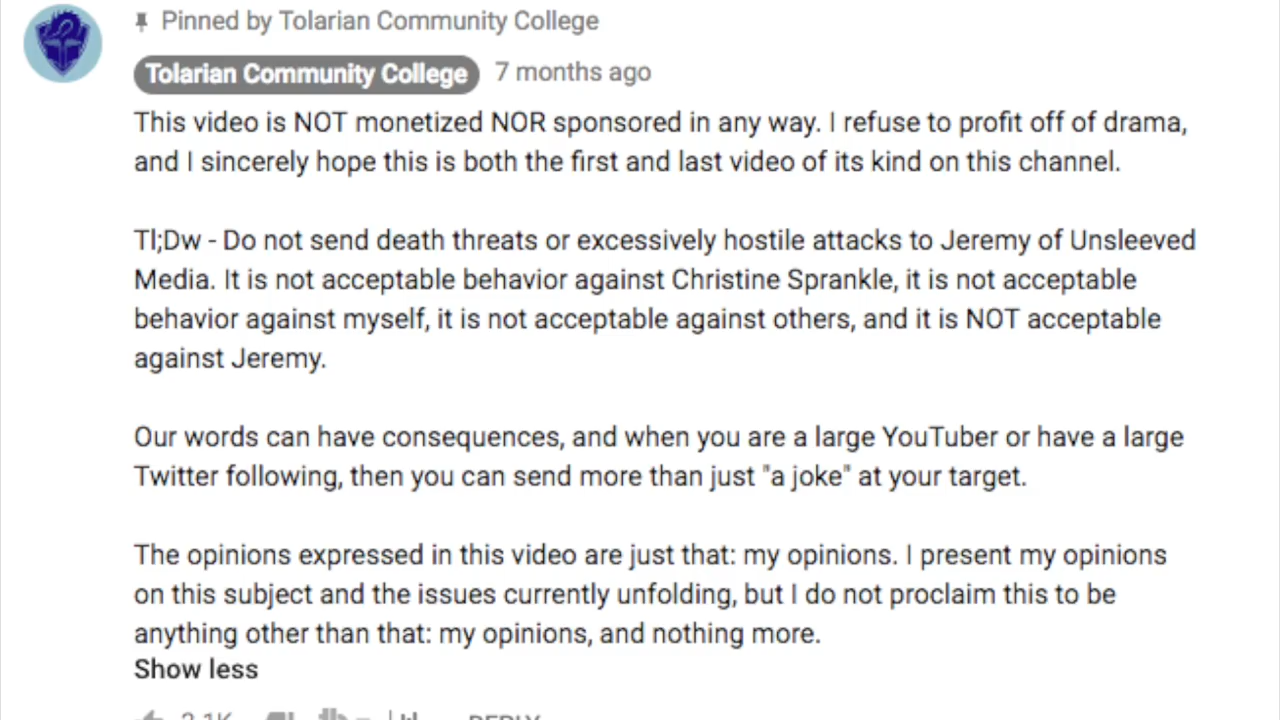 Pinned by Tolarian Community College
Tolarian Community College 7 months ago
This video is NOT monetized NOR sponsored in any way. I refuse to profit off of drama,
and I sincerely hope this is both the first and last video of its kind on this channel.
Tl;Dw - Do not send death threats or excessively hostile attacks to Jeremy of Unsleeved
Media. It is not acceptable behavior against Christine Sprankle, it is not acceptable
behavior against myself, it is not acceptable against others, and it is NOT acceptable
against Jeremy.
Our words can have consequences, and when you are a large YouTuber or have a large
Twitter following, then you can send more than just "a joke" at your target.
The opinions expressed in this video are just that: my opinions. I present my opinions
on this subject and the issues currently unfolding, but I do not proclaim this to be
anything other than that: my opinions, and nothing more.
Show less
REPLY